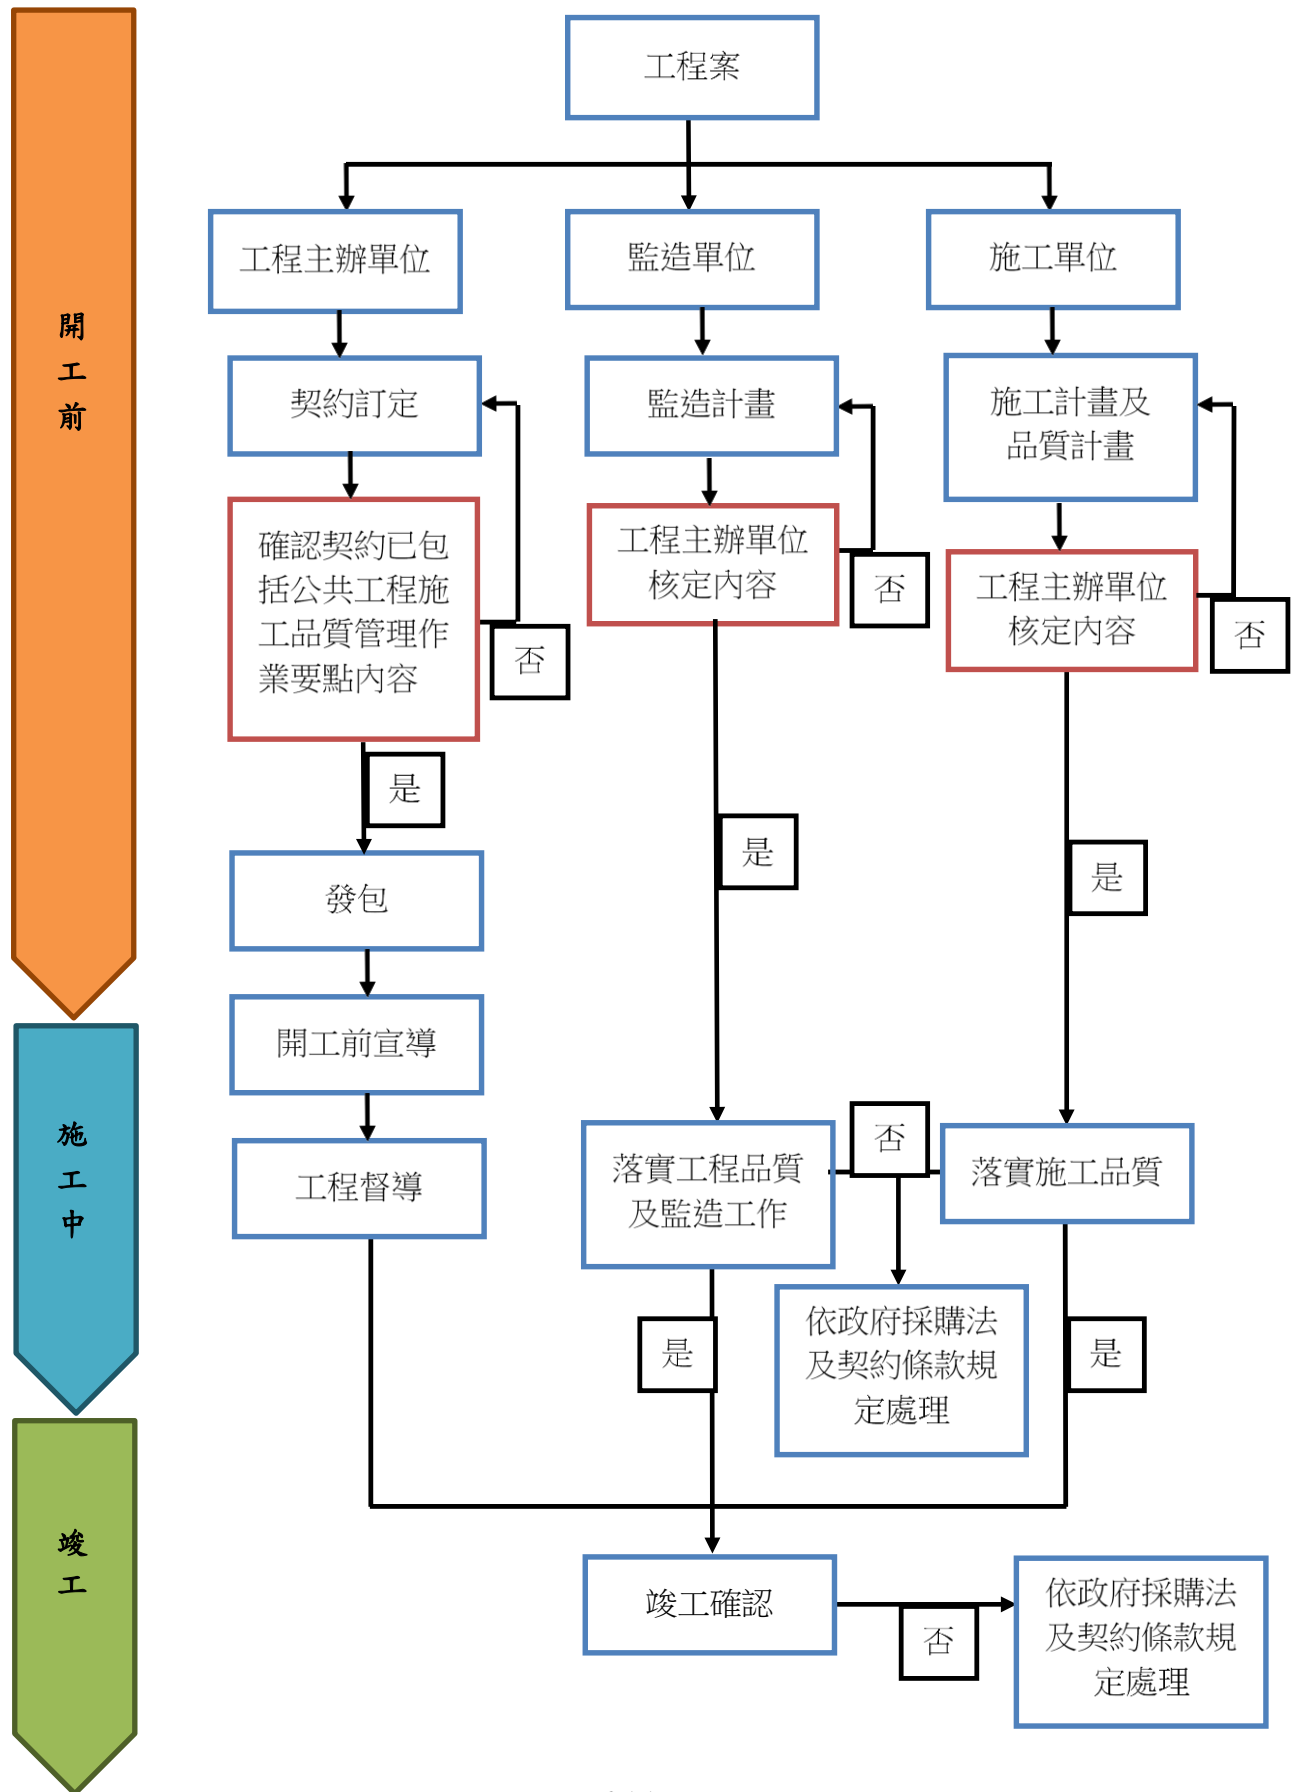 工程案
工程主辦單位
監造單位
施工單位
開
工
前
契約訂定
監造計畫
施工計畫及
品質計畫
確認契約已包
括公共工程施
工品質管理作
業要點內容
否
工程主辦單位
核定內容
否
工程主辦單位
核定內容
否
是
是
是
發包
開工前宣導
施
工
中
工程督導
落實工程品質
及監造工作
否
落實施工品質
依政府採購法
及契約條款規
定處理
是
是
竣
工
竣工確認
否
依政府採購法
及契約條款規
定處理